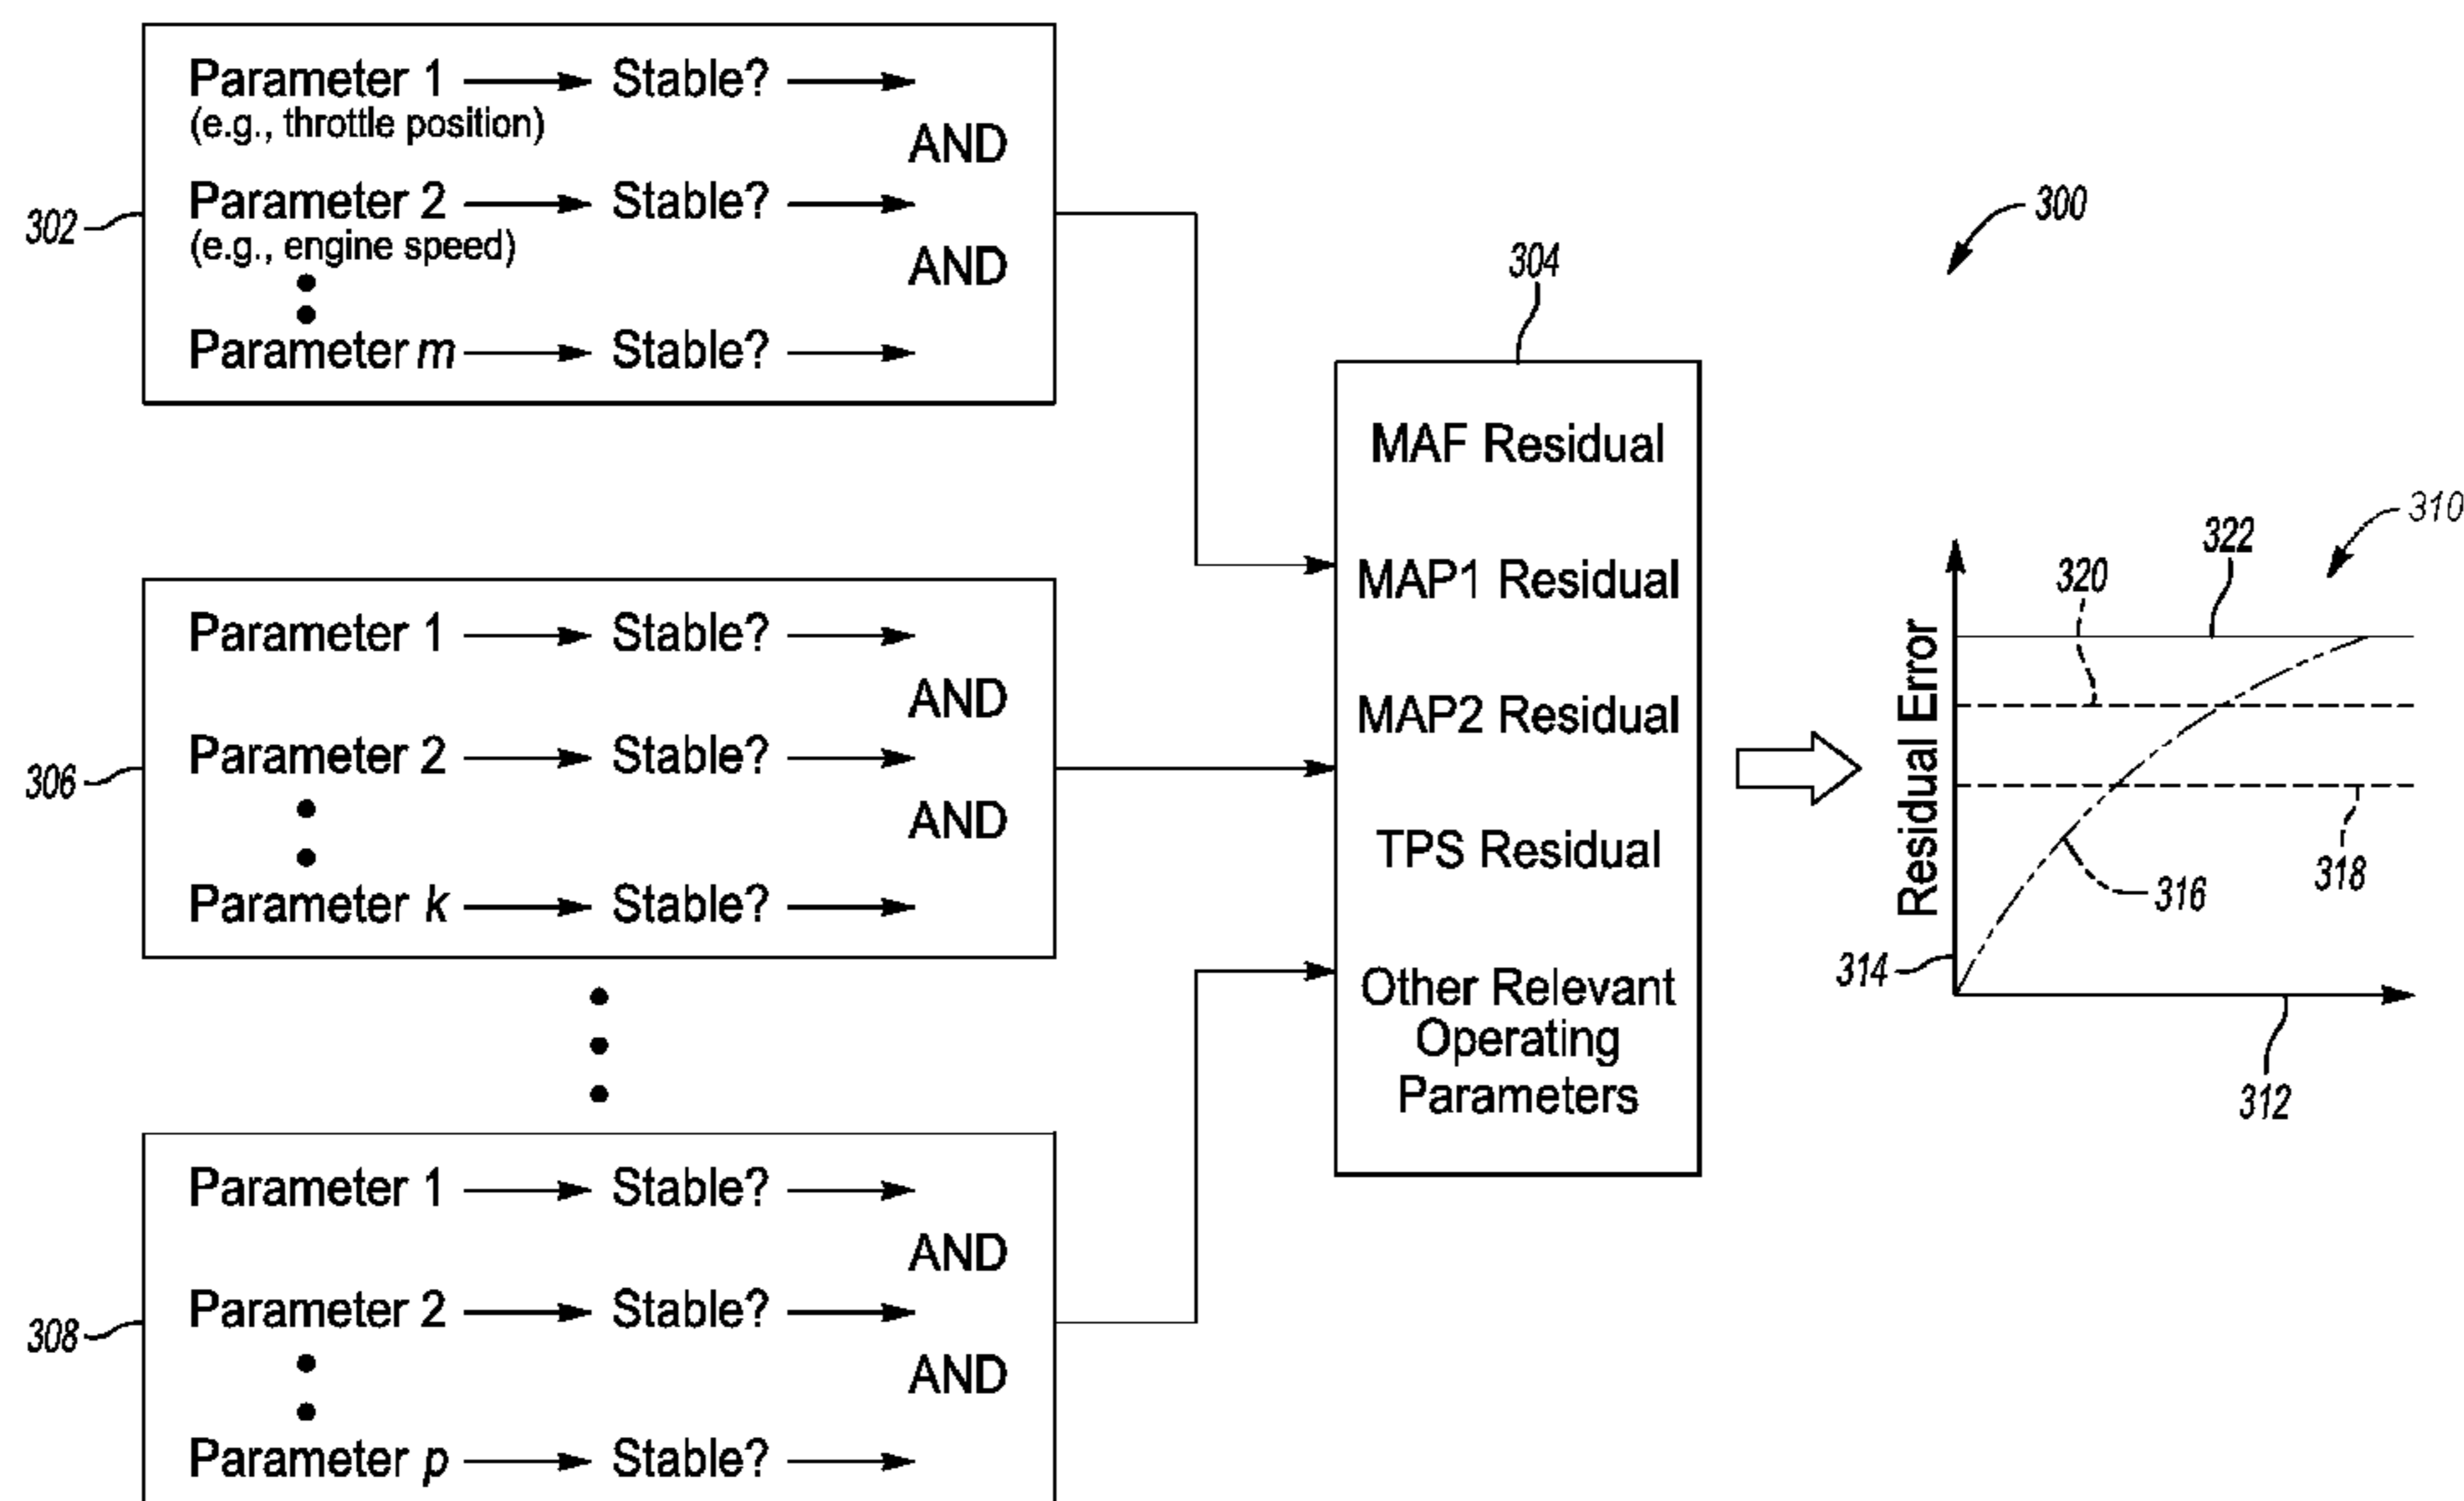 Parameter 1 Stable?
(e.g., throttle position)
AND
Parameter 2 Stable?
(e.g., engine speed)
AND
Parameter m Stable?
302
Parameter 1 Stable?
AND
Parameter 2 Stable?
AND
Parameter k Stable?
306
Parameter 1 Stable?
AND
Parameter 2 Stable?
AND
Parameter p Stable?
308
304
MAF Residual
MAP1 Residual
MAP2 Residual
TPS Residual
Other Relevant
Operating
Parameters
300
310
322
320
Residual Error
318
316
314
312